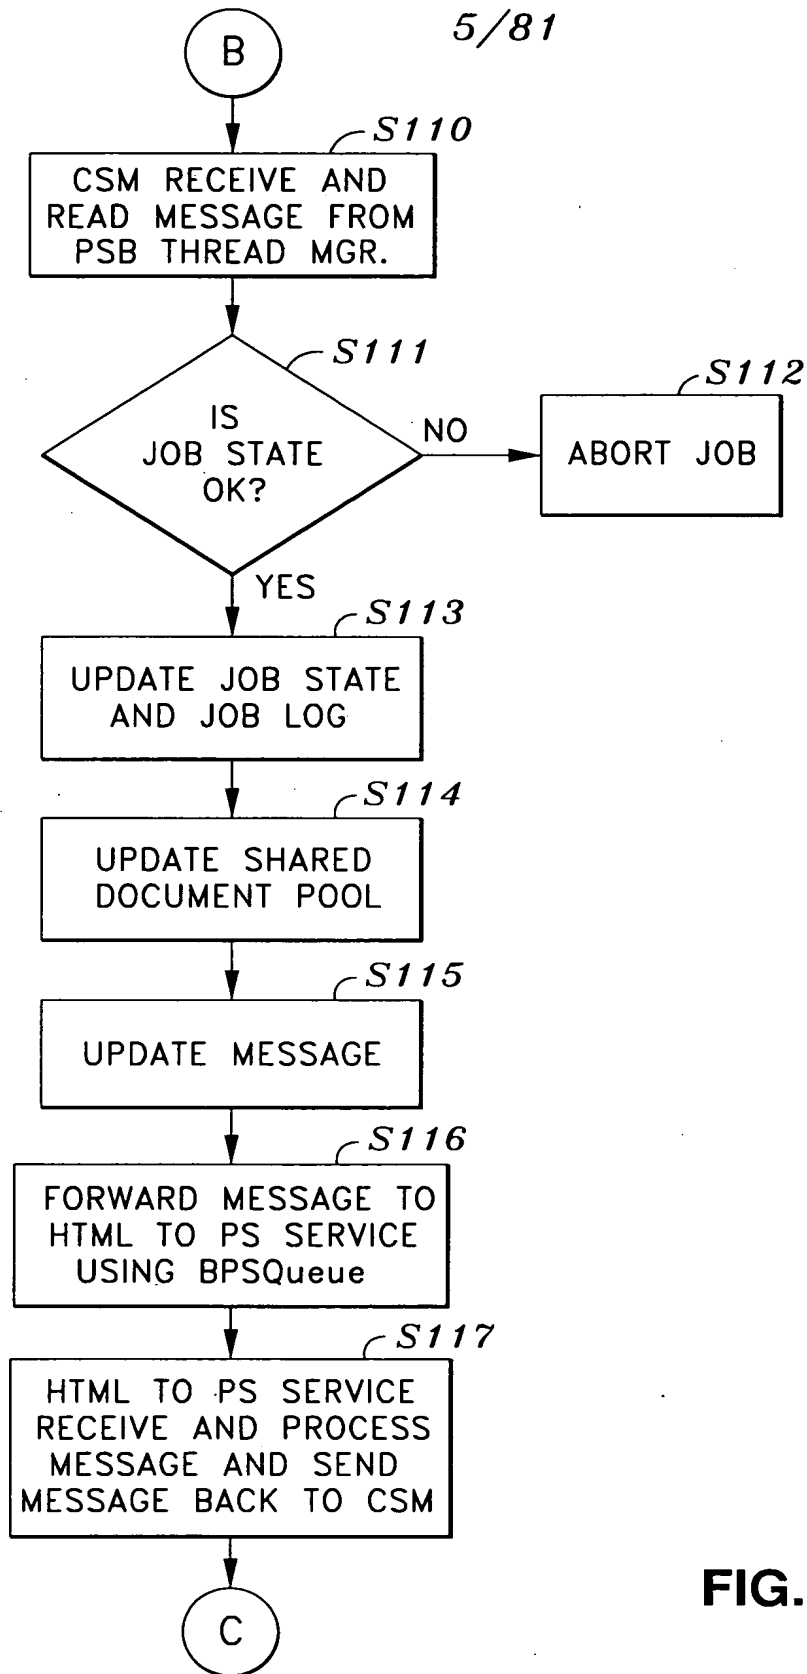 5/81
B
S110
CSM RECEIVE AND
READ MESSAGE FROM
PSB THREAD MGR.
S111
IS
JOB STATE
OK?
NO
S112
ABORT JOB
YES
S113
UPDATE JOB STATE
AND JOB LOG
S114
UPDATE SHARED
DOCUMENT POOL
S115
UPDATE MESSAGE
S116
FORWARD MESSAGE TO
HTML TO PS SERVICE
USING BPSQueue
S117
HTML TO PS SERVICE
RECEIVE AND PROCESS
MESSAGE AND SEND
MESSAGE BACK TO CSM
C
FIG.